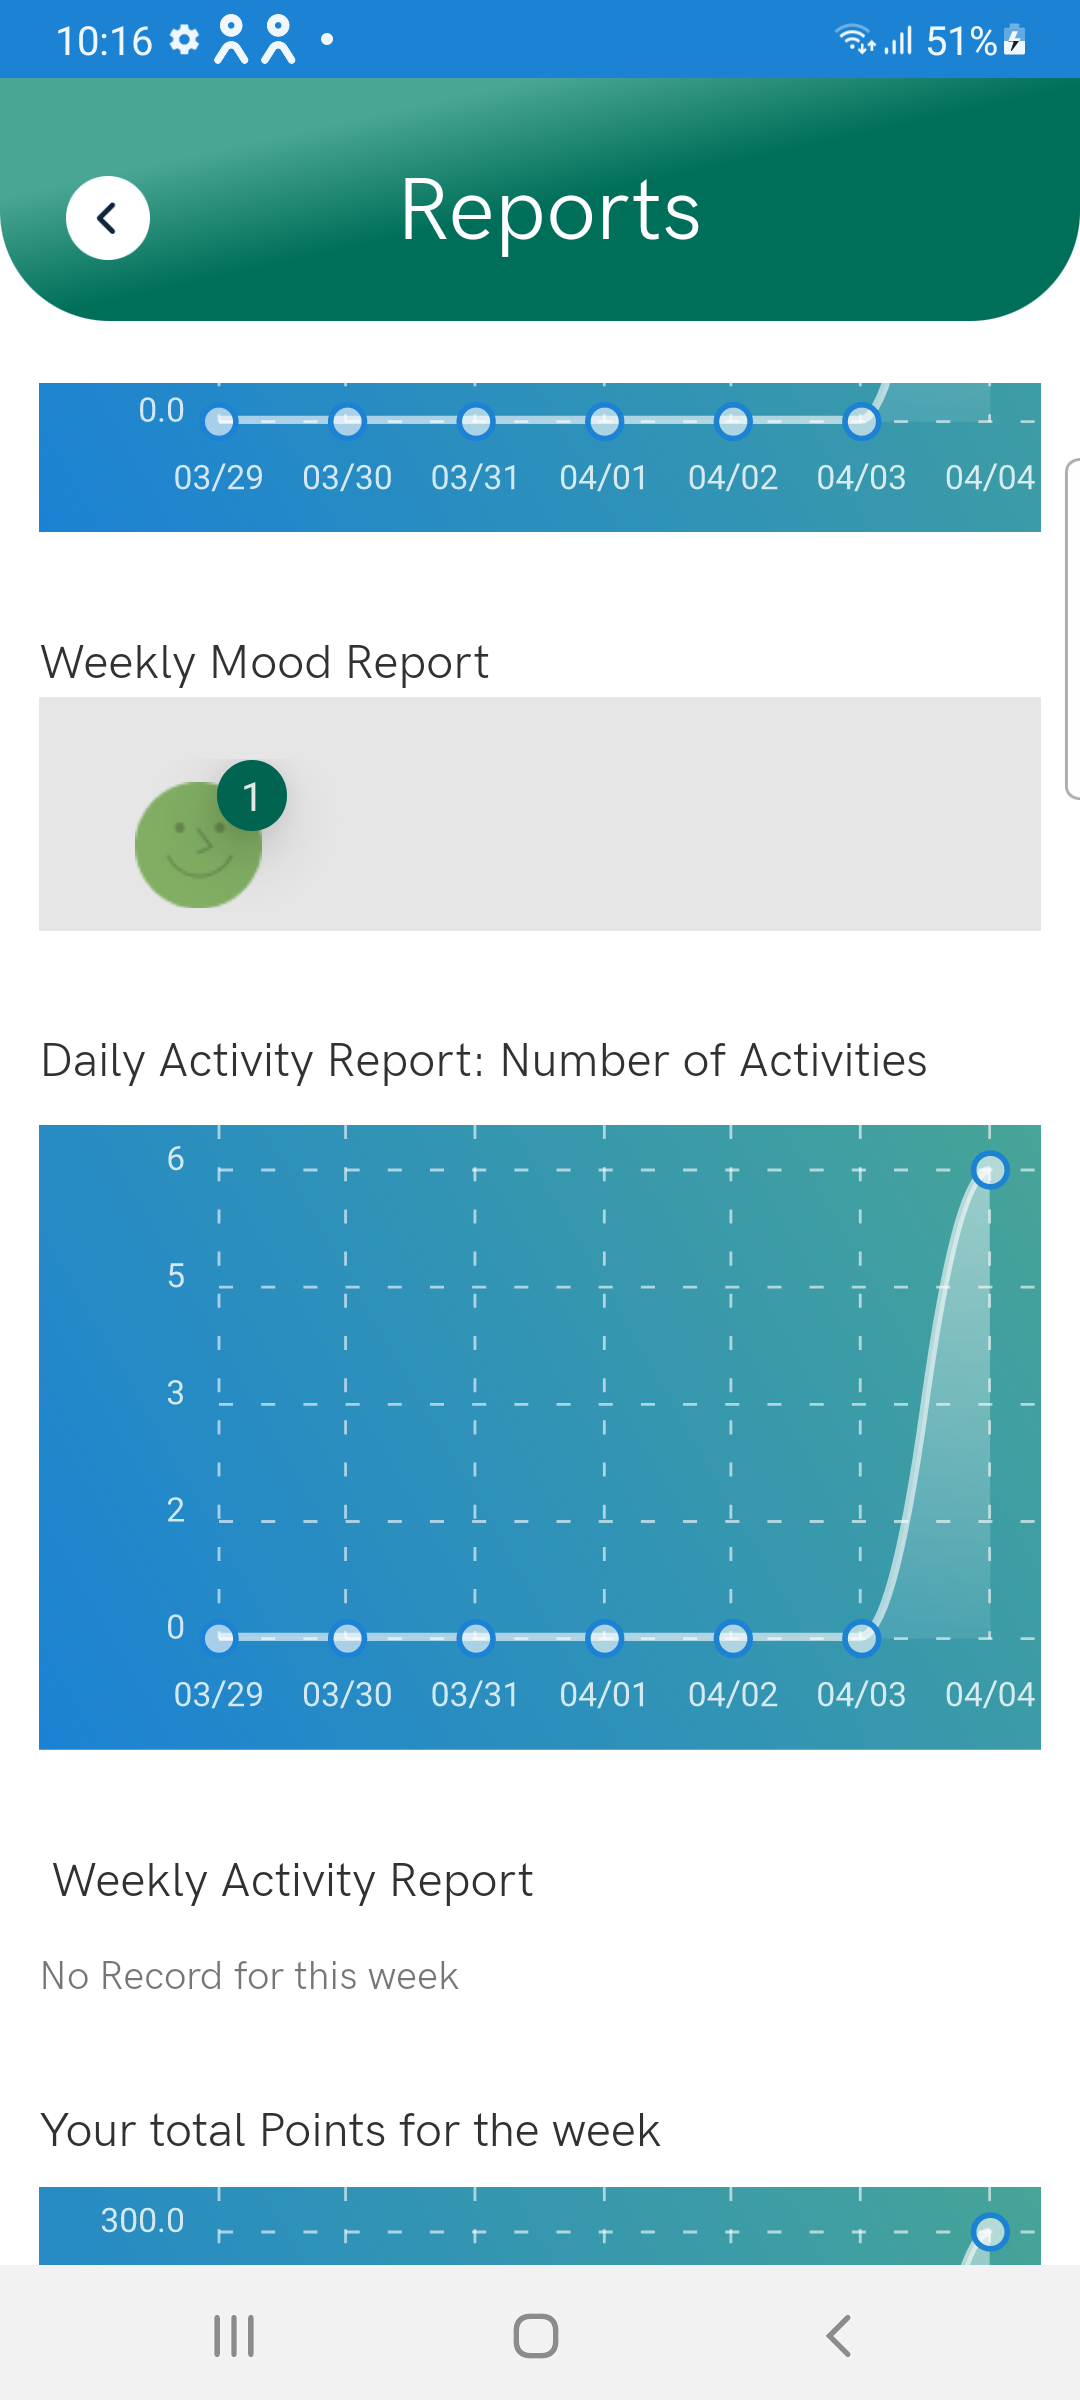 10:16 51%
Reports
0.0
03/29 03/30 03/31 04/01 04/02 04/03 04/04
Weekly Mood Report
1
Daily Activity Report: Number of Activities
6
5
3
2
0
03/29 03/30 03/31 04/01 04/02 04/03 04/04
Weekly Activity Report
No Record for this week
Your total Points for the week
300.0